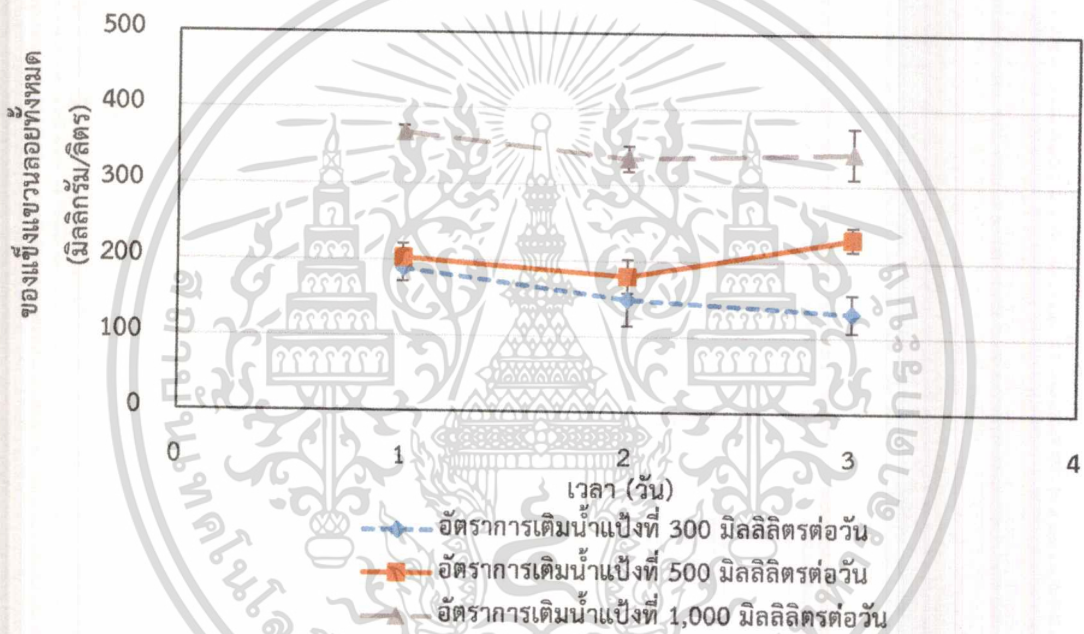 ของแข็งแขวนลอยทั้งหมด
(มิลลิกรัม/ลิตร)
500
400
300
200
100
0
0 1 2 3 4
เวลา (วัน)
อัตราการเติมน้ำแป้งที่ 300 มิลลิลิตรต่อวัน
อัตราการเติมน้ำแป้งที่ 500 มิลลิลิตรต่อวัน
อัตราการเติมน้ำแป้งที่ 1,000 มิลลิลิตรต่อวัน